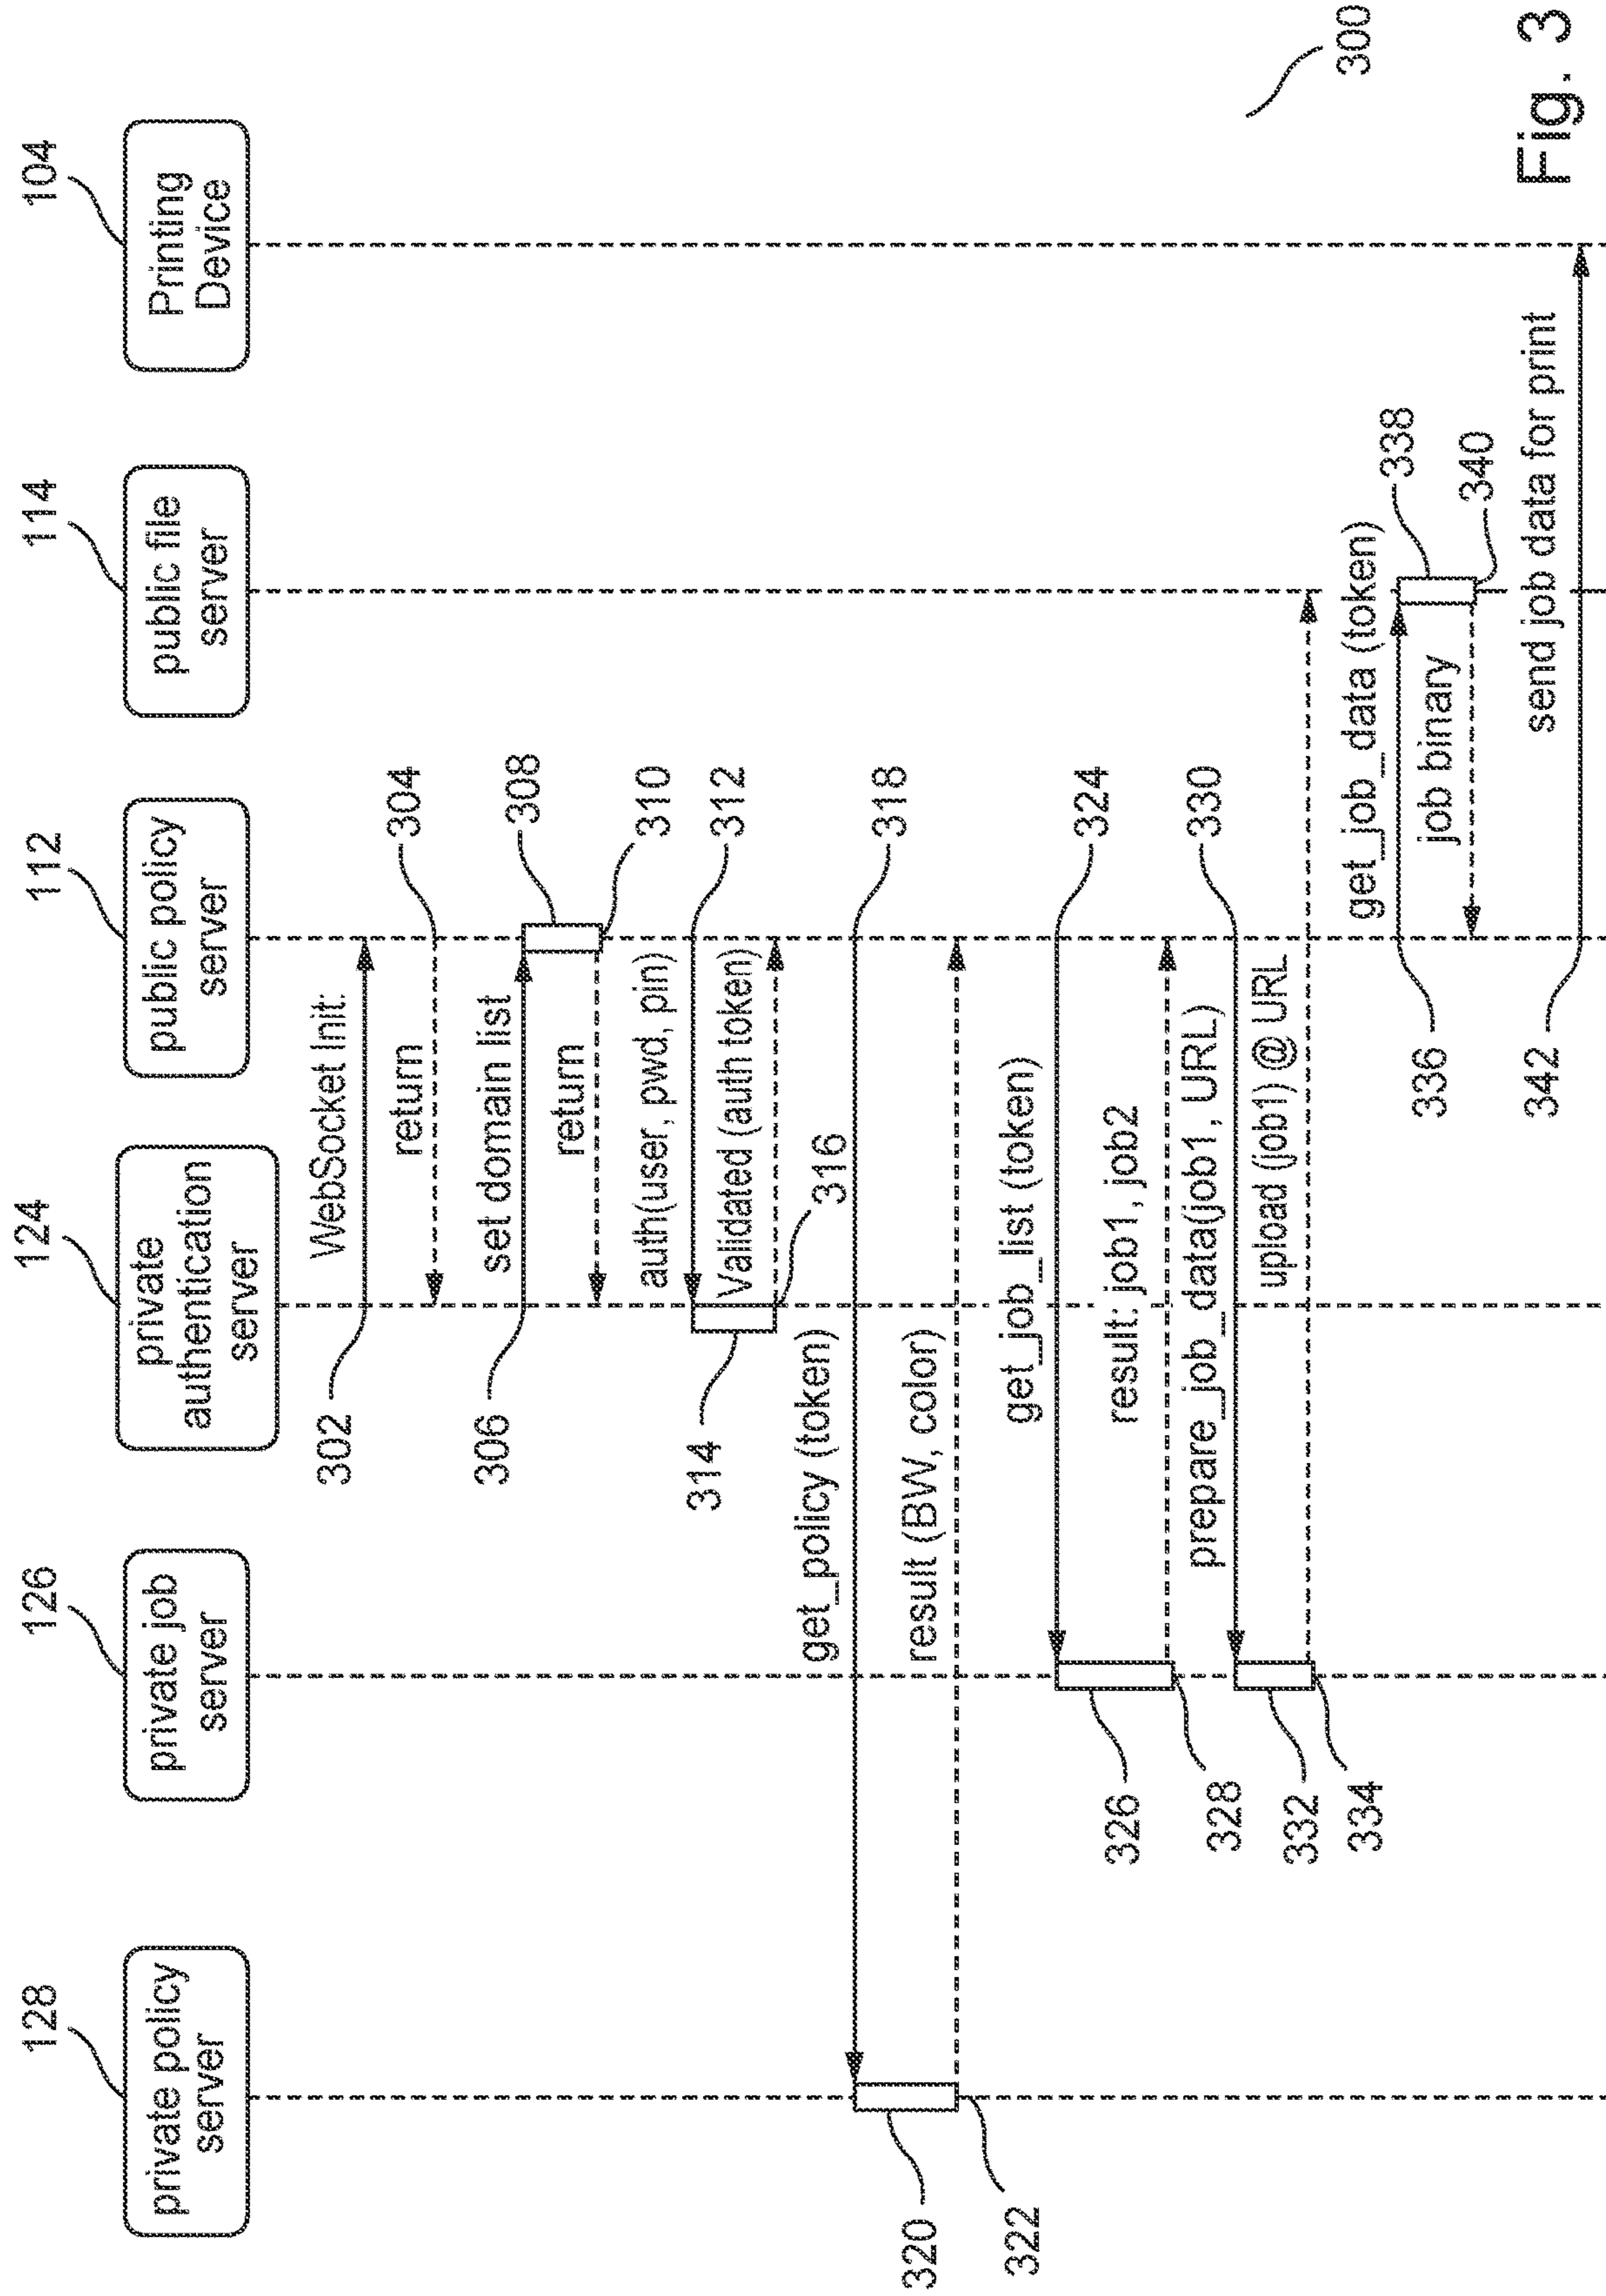 128
126
124
112
114
104
private policy
server
private job
server
private
authentication
server
public policy
server
public file
server
Printing
Device
WebSocket Init:
302
return
304
set domain list
306
308
return
310
auth(user, pwd, pin)
312
Validated (auth token)
314
316
get_policy (token)
318
320
result (BW, color)
322
get_job_list (token)
324
326
result: job1, job2
328
prepare_job_data(job1, URL)
330
332
upload (job1) @ URL
334
get_job_data (token)
336
338
job binary
340
send job data for print
342
300
Fig. 3